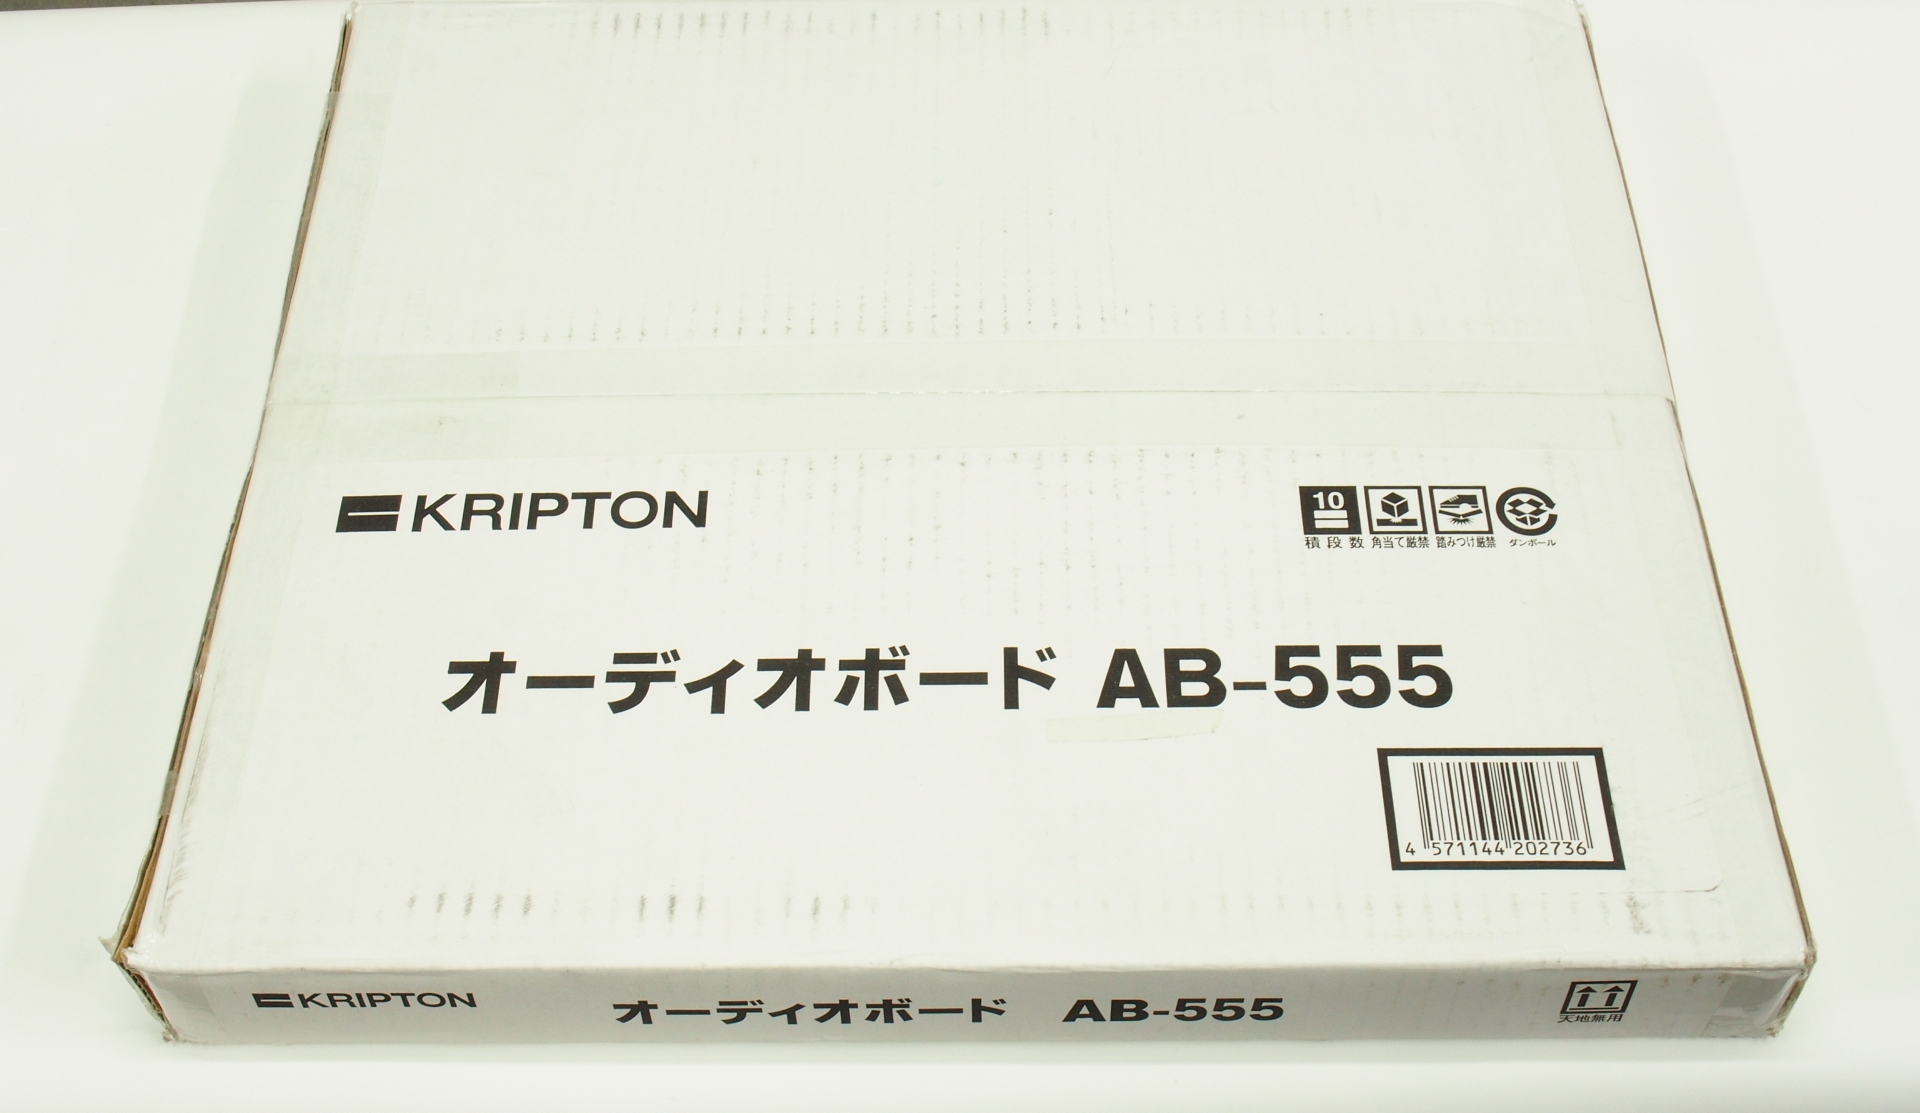 KRIPTON
10
積段数 角当て厳禁 踏みつけ厳禁 ダンボール
オーディオボード AB-555
4 571144 202736
KRIPTON オーディオボード AB-555
天地無用